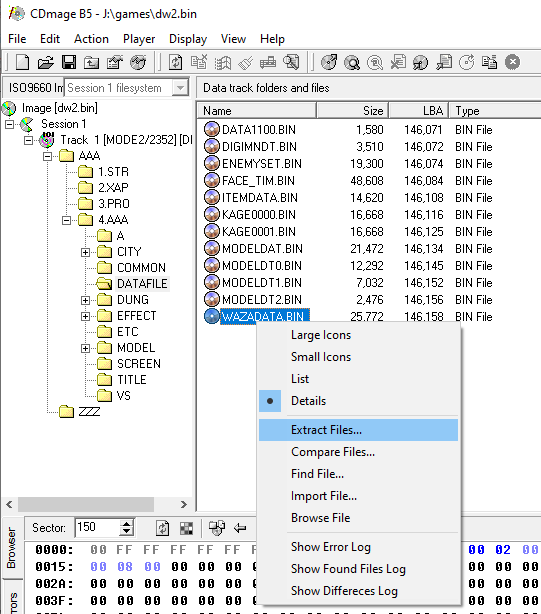 CDmage B5 - J:\games\dw2.bin
File Edit Action Player Display View Help
ISO9660 Im Session 1 filesystem Data track folders and files
Image [dw2.bin]
Session 1
Track 1 [MODE2/2352] [DI
AAA
1.STR
2.XAP
3.PRO
4.AAA
A
CITY
COMMON
DATAFILE
DUNG
EFFECT
ETC
MODEL
SCREEN
TITLE
VS
ZZZ
Name Size LBA Type
DATA1100.BIN 1,580 146,071 BIN File
DIGIMNDT.BIN 3,510 146,072 BIN File
ENEMYSET.BIN 19,300 146,074 BIN File
FACE_TIM.BIN 48,608 146,084 BIN File
ITEMDATA.BIN 14,620 146,108 BIN File
KAGE0000.BIN 16,668 146,116 BIN File
KAGE0001.BIN 16,668 146,125 BIN File
MODELDAT.BIN 21,472 146,134 BIN File
MODELDT0.BIN 12,292 146,145 BIN File
MODELDT1.BIN 7,032 146,152 BIN File
MODELDT2.BIN 2,476 146,156 BIN File
WAZADATA.BIN 25,772 146,158 BIN File
Large Icons
Small Icons
List
Details
Extract Files...
Compare Files...
Find File...
Import File...
Browse File
Show Error Log
Show Found Files Log
Show Differeces Log
Browser
rrors
Sector: 150
0000: 00 FF FF FF FF F 00 02 00
0015: 00 08 00 00 00 0 00 00 00
002A: 00 00 00 00 00 0 00 00 00
003F: 00 00 00 00 00 0 00 00 00